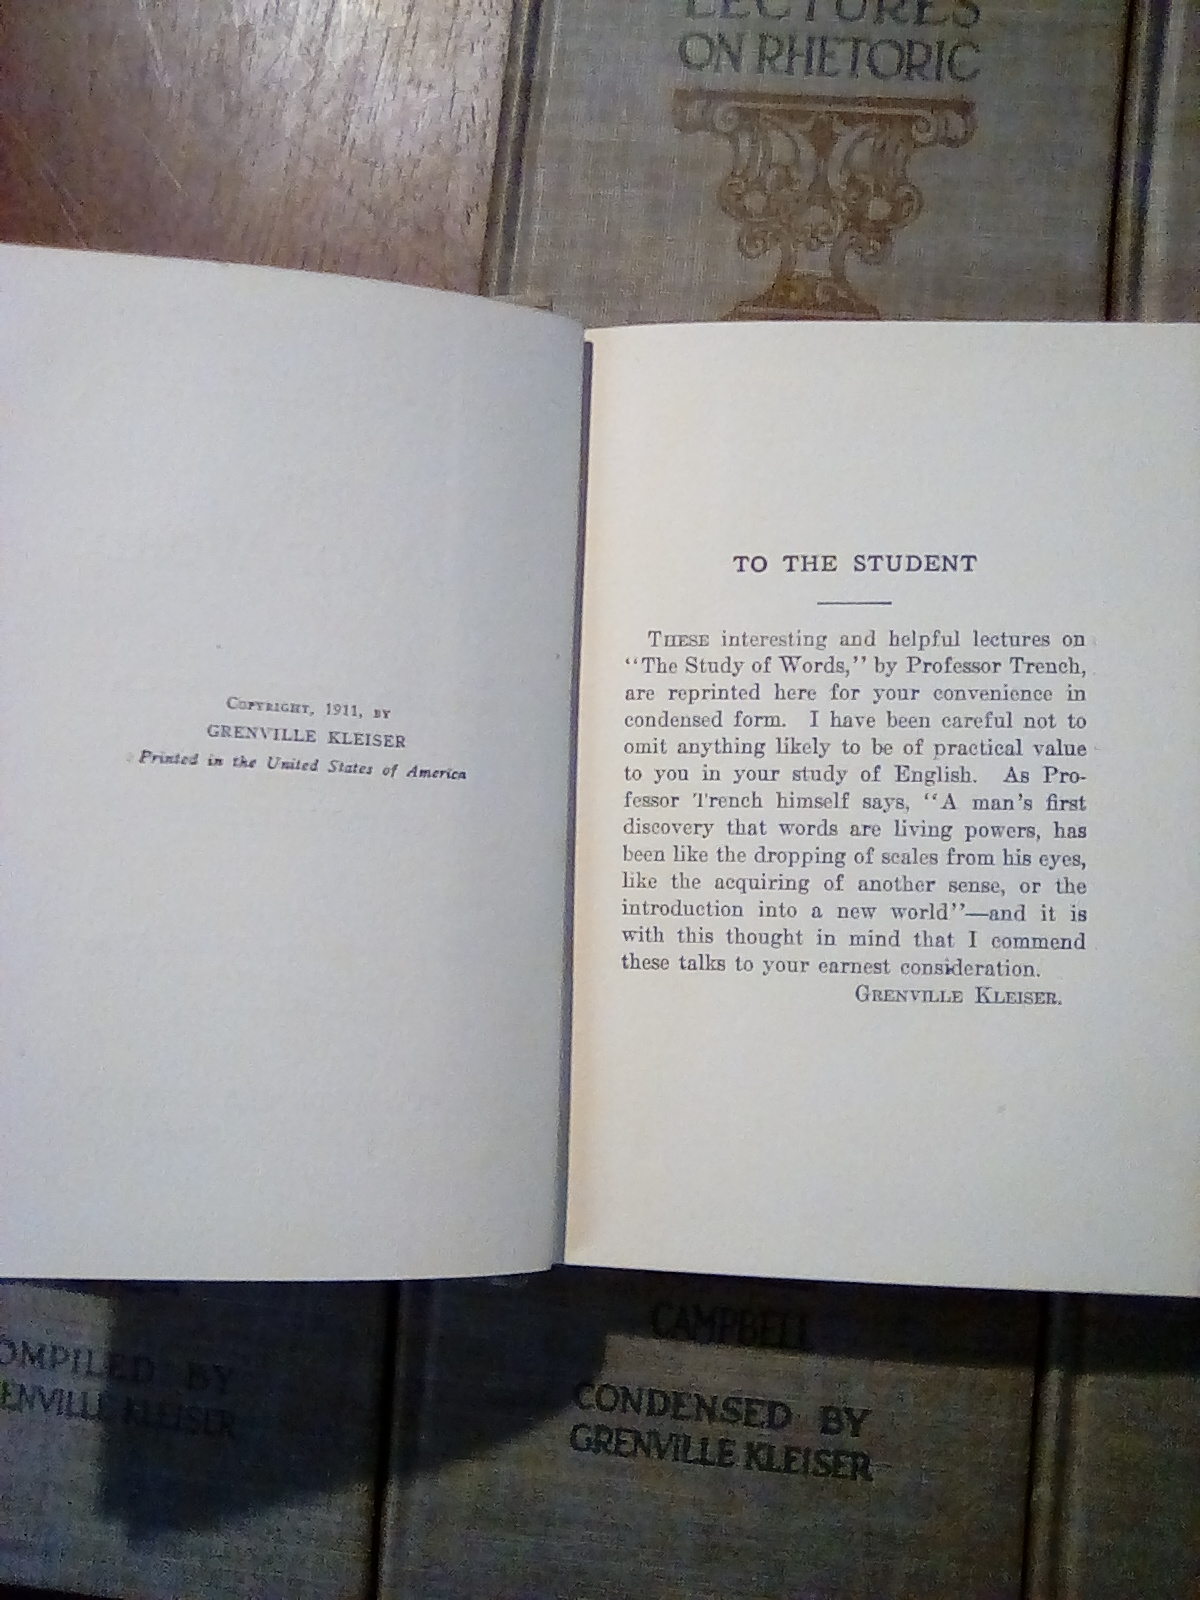 LECTURES
ON RHETORIC
COPYRIGHT, 1911, BY
GRENVILLE KLEISER
Printed in the United States of America
TO THE STUDENT
THESE interesting and helpful lectures on
“The Study of Words,” by Professor Trench,
are reprinted here for your convenience in
condensed form. I have been careful not to
omit anything likely to be of practical value
to you in your study of English. As Pro-
fessor Trench himself says, “A man’s first
discovery that words are living powers, has
been like the dropping of scales from his eyes,
like the acquiring of another sense, or the
introduction into a new world”—and it is
with this thought in mind that I commend
these talks to your earnest consideration.
GRENVILLE KLEISER.
OMPILED BY
ENVILLE KLEISER
CAMPBELL
CONDENSED BY
GRENVILLE KLEISER